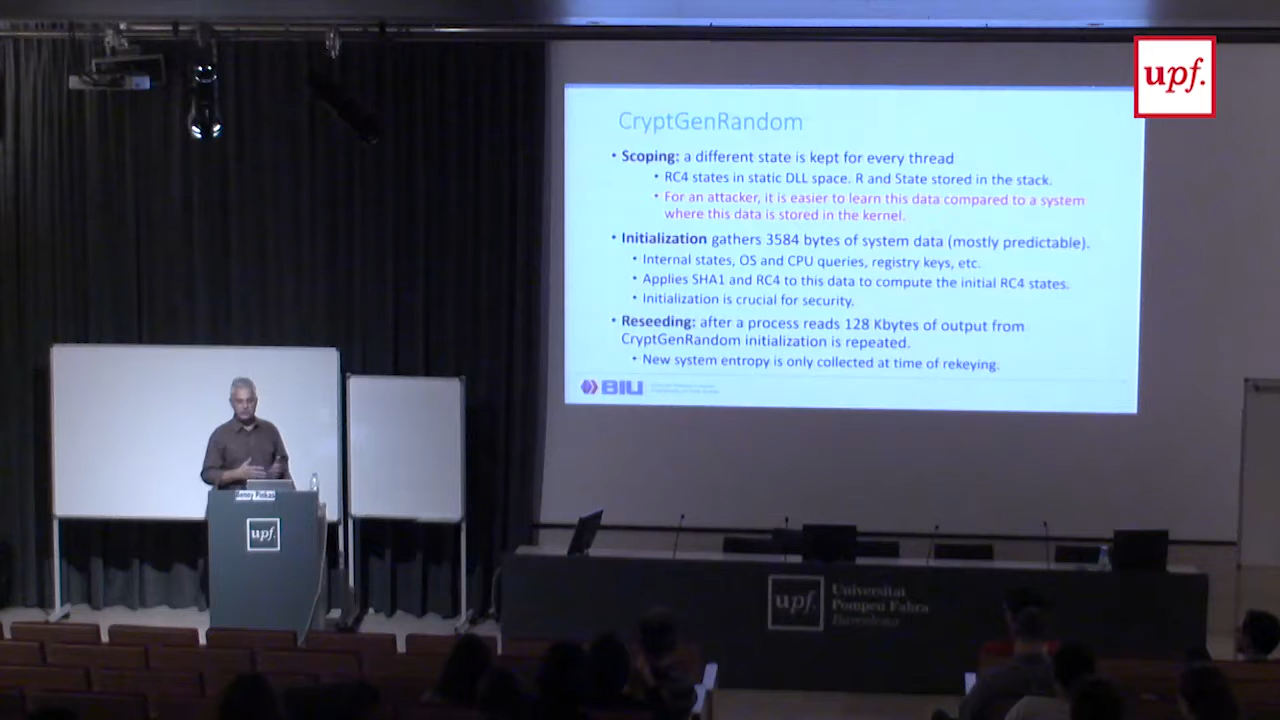 upf.
CryptGenRandom
• Scoping: a different state is kept for every thread
• RC4 states in static DLL space. R and State stored in the stack.
• For an attacker, it is easier to learn this data compared to a system
where this data is stored in the kernel.
• Initialization gathers 3584 bytes of system data (mostly predictable).
• Internal states, OS and CPU queries, registry keys, etc.
• Applies SHA1 and RC4 to this data to compute the initial RC4 states.
• Initialization is crucial for security.
• Reseeding: after a process reads 128 Kbytes of output from
CryptGenRandom initialization is repeated.
• New system entropy is only collected at time of rekeying.
BIU
Benny Pinkas
upf.
upf.
Universitat
Pompeu Fabra
Barcelona